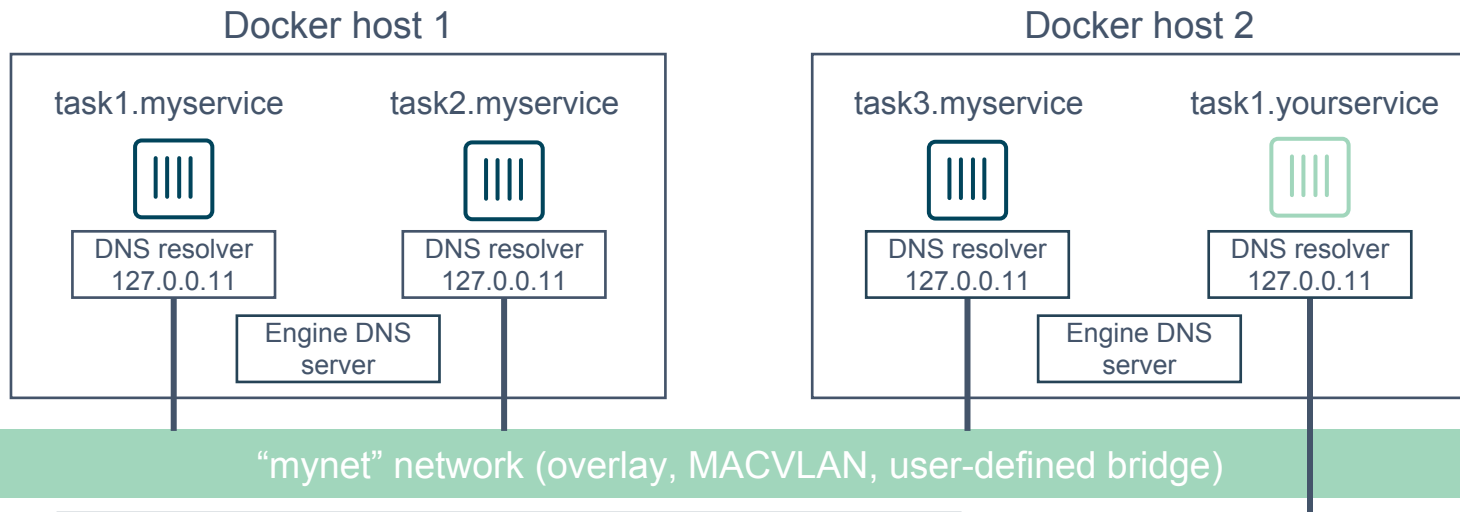 Docker host 1
Docker host 2
task1.myservice
task2.myservice
task3.myservice
task1.yourservice
DNS resolver
127.0.0.11
DNS resolver
127.0.0.11
DNS resolver
127.0.0.11
DNS resolver
127.0.0.11
Engine DNS
server
Engine DNS
server
“mynet” network (overlay, MACVLAN, user-defined bridge)